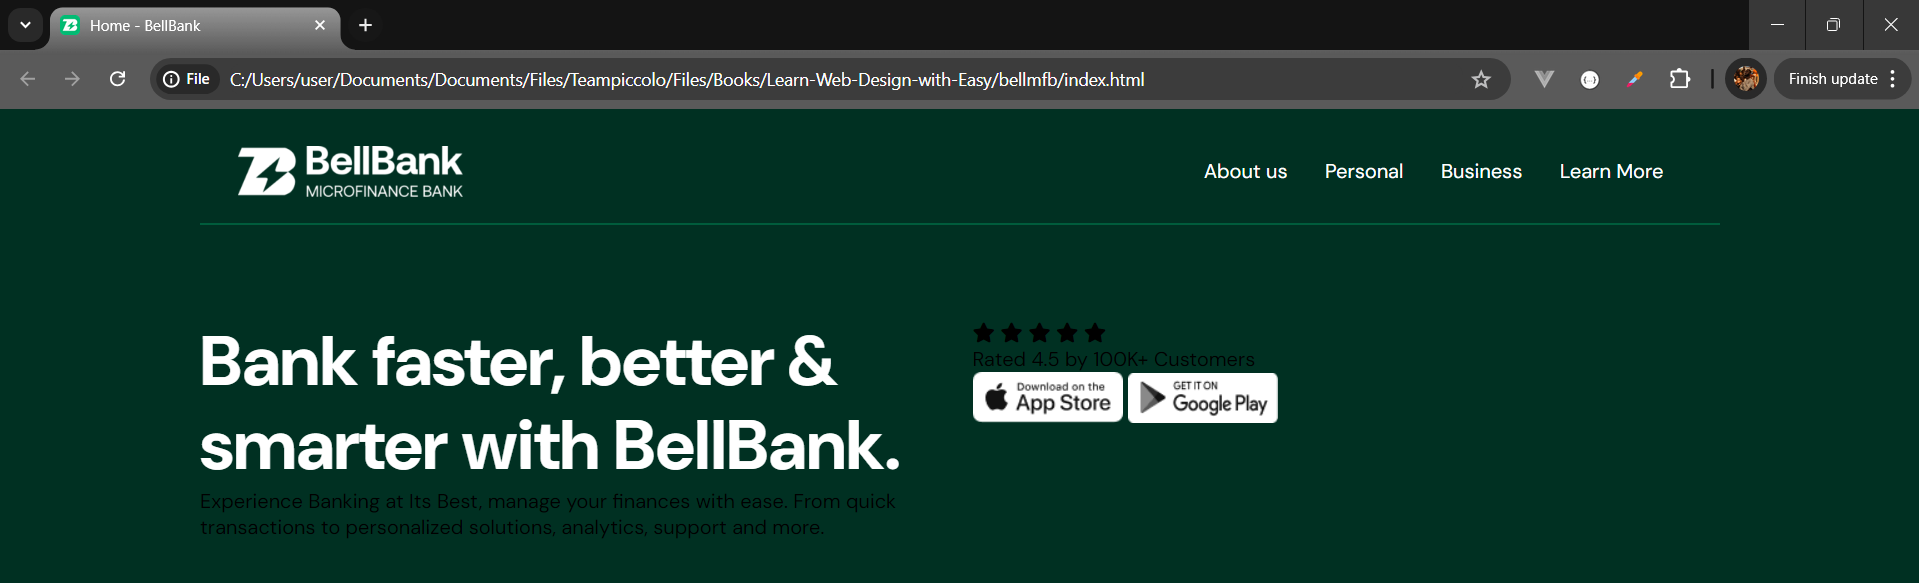 Home - BellBank
File
C:/Users/user/Documents/Documents/Files/Teampiccolo/Files/Books/Learn-Web-Design-with-Easy/bellmfb/index.html
Finish update
BellBank
MICROFINANCE BANK
About us
Personal
Business
Learn More
Bank faster, better &
smarter with BellBank.
Experience Banking at Its Best, manage your finances with ease. From quick
transactions to personalized solutions, analytics, support and more.
Rated 4.5 by 100K+ Customers
Download on the
App Store
GET IT ON
Google Play